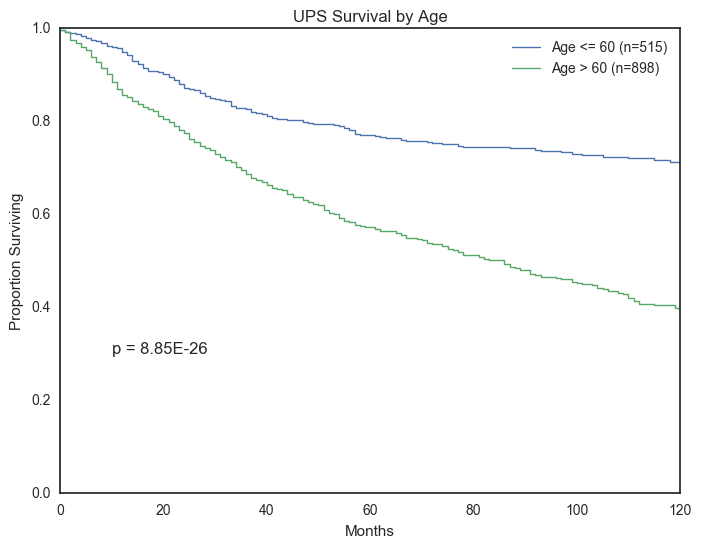 UPS Survival by Age
Age <= 60 (n=515)
Age > 60 (n=898)
1.0
0.8
0.6
0.4
0.2
0.0
Proportion Surviving
p = 8.85E-26
0 20 40 60 80 100 120
Months